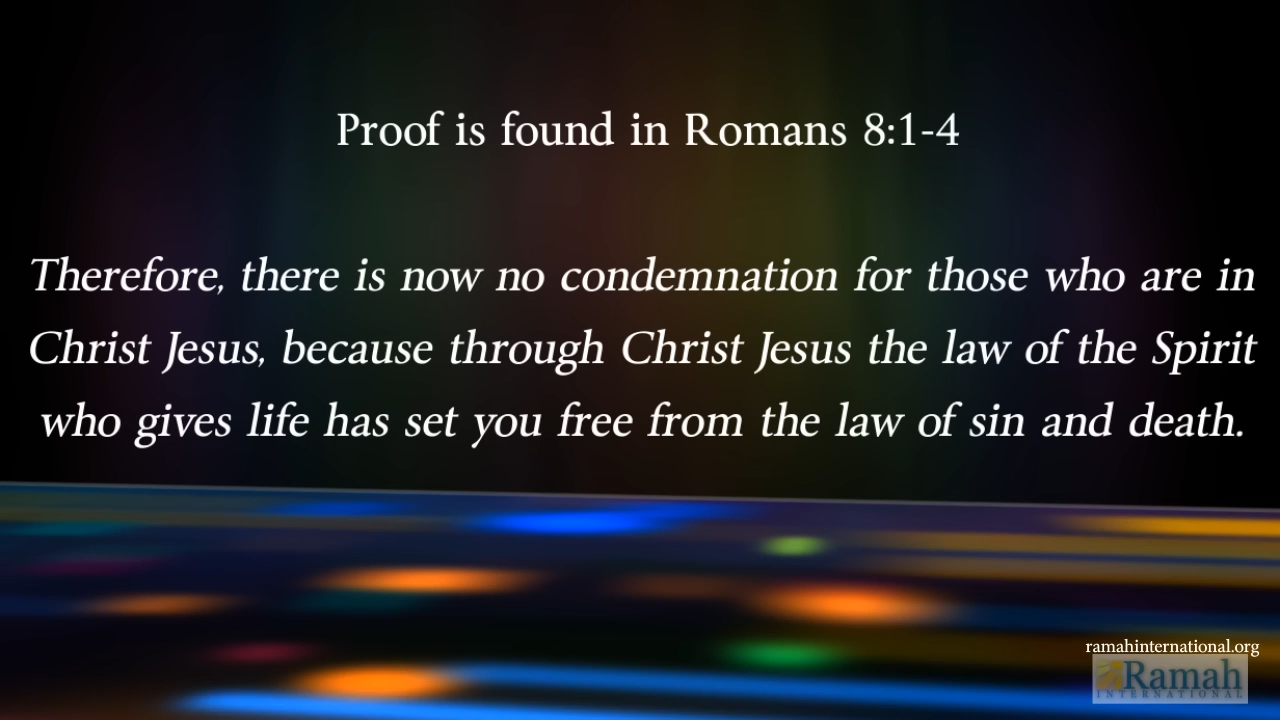 Proof is found in Romans 8:1-4
Therefore, there is now no condemnation for those who are in
Christ Jesus, because through Christ Jesus the law of the Spirit
who gives life has set you free from the law of sin and death.
ramahinternational.org
Ramah
INTERNATIONAL